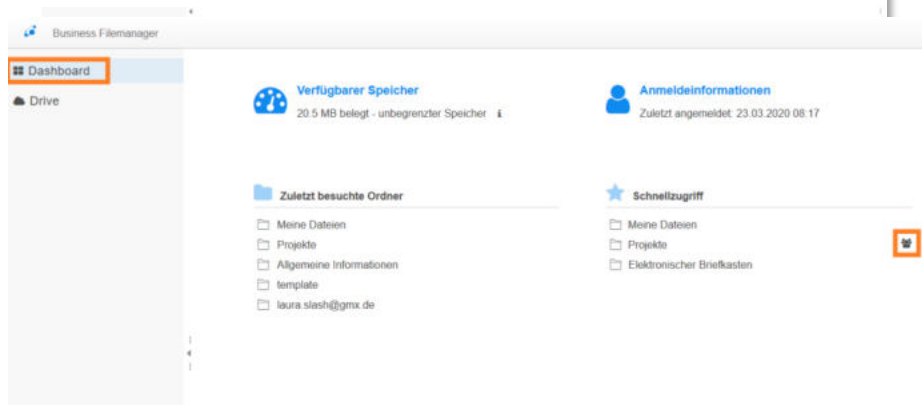 Business Filemanager
Dashboard
Drive
Verfügbarer Speicher
20.5 MB belegt - unbegrenzter Speicher i
Anmeldeinformationen
Zuletzt angemeldet: 23.03.2020 08:17
Zuletzt besuchte Ordner
Meine Dateien
Projekte
Allgemeine Informationen
template
laura.slash@gmx.de
Schnellzugriff
Meine Dateien
Projekte
Elektronischer Briefkasten